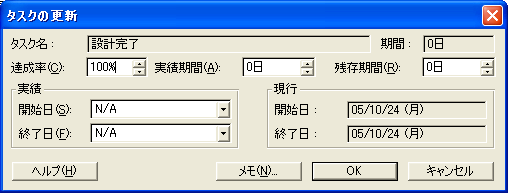 タスクの更新
タスク名： 設計完了 期間： 0日
達成率(C): 100% 実績期間(A): 0日 残存期間(R): 0日
実績 現行
開始日(S): N/A 開始日： 05/10/24 (月)
終了日(F): N/A 終了日： 05/10/24 (月)
ヘルプ(H) メモ(N)... OK キャンセル